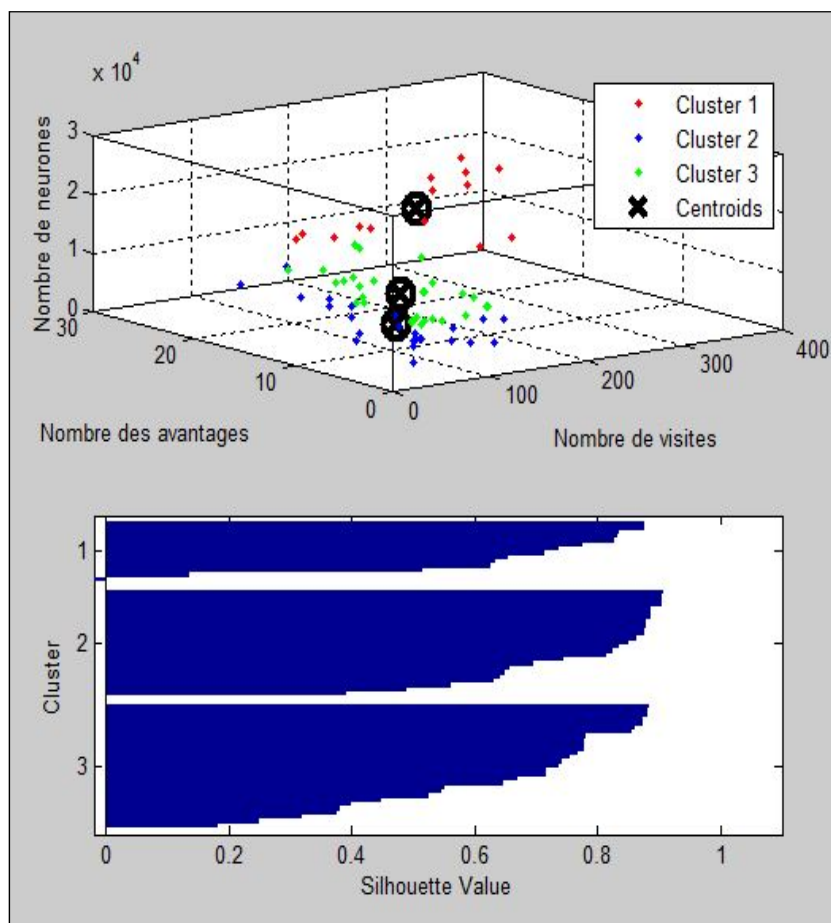 x 10^4
3
2
1
0
Nombre de neurones
30
20
10
0
Nombre des avantages
0
100
200
300
400
Nombre de visites
Cluster 1
Cluster 2
Cluster 3
Centroids
1
2
3
Cluster
0
0.2
0.4
0.6
0.8
1
Silhouette Value